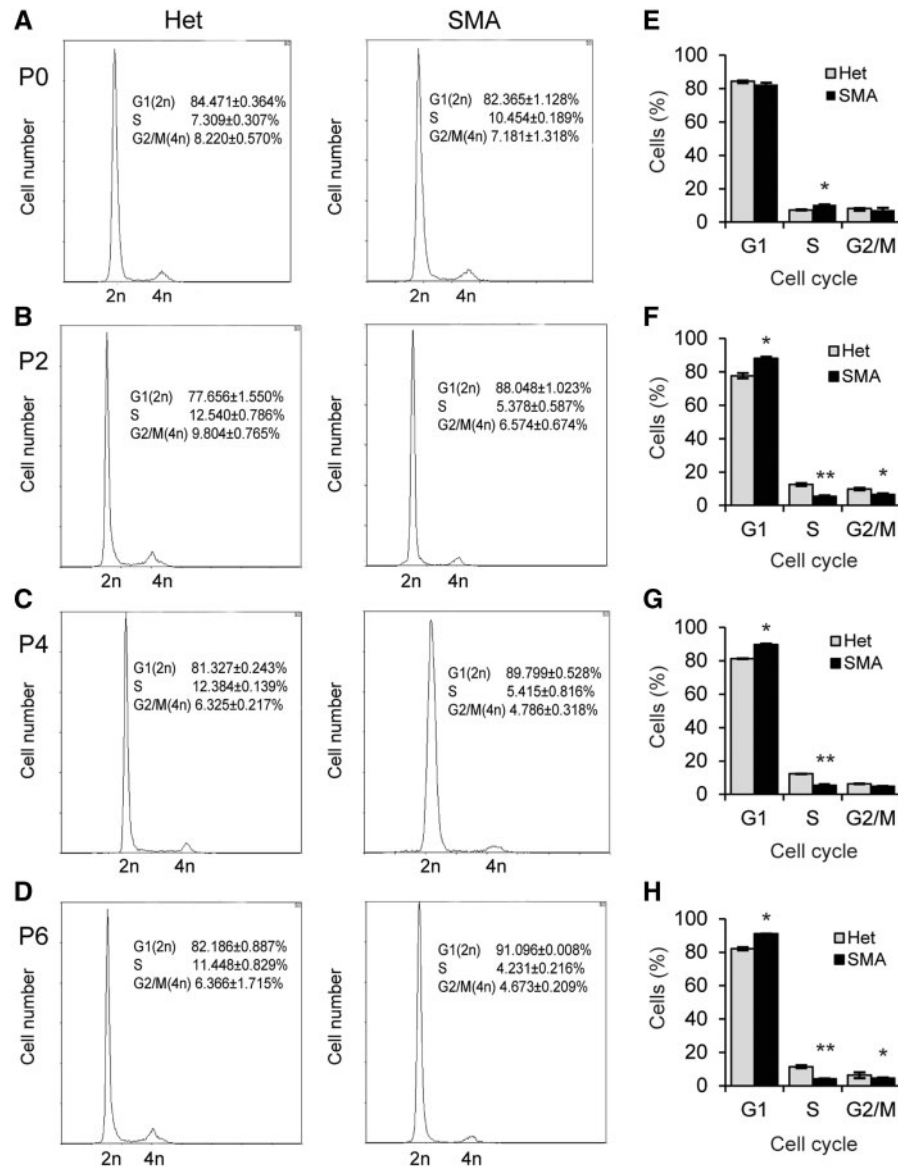 A
Het
SMA
P0
Cell number
G1(2n) 84.471±0.364%
S 7.309±0.307%
G2/M(4n) 8.220±0.570%
2n 4n
Cell number
G1(2n) 82.365±1.128%
S 10.454±0.189%
G2/M(4n) 7.181±1.318%
2n 4n
E
Cells (%)
100
80
60
40
20
0
Het
SMA
*
G1 S G2/M
Cell cycle
B
P2
Cell number
G1(2n) 77.656±1.550%
S 12.540±0.786%
G2/M(4n) 9.804±0.765%
2n 4n
Cell number
G1(2n) 88.048±1.023%
S 5.378±0.587%
G2/M(4n) 6.574±0.674%
2n 4n
F
Cells (%)
100
80
60
40
20
0
*
Het
SMA
** *
G1 S G2/M
Cell cycle
C
P4
Cell number
G1(2n) 81.327±0.243%
S 12.384±0.139%
G2/M(4n) 6.325±0.217%
2n 4n
Cell number
G1(2n) 89.799±0.528%
S 5.415±0.816%
G2/M(4n) 4.786±0.318%
2n 4n
G
Cells (%)
100
80
60
40
20
0
*
Het
SMA
**
G1 S G2/M
Cell cycle
D
P6
Cell number
G1(2n) 82.186±0.887%
S 11.448±0.829%
G2/M(4n) 6.366±1.715%
2n 4n
Cell number
G1(2n) 91.096±0.008%
S 4.231±0.216%
G2/M(4n) 4.673±0.209%
2n 4n
H
Cells (%)
100
80
60
40
20
0
*
Het
SMA
** *
G1 S G2/M
Cell cycle